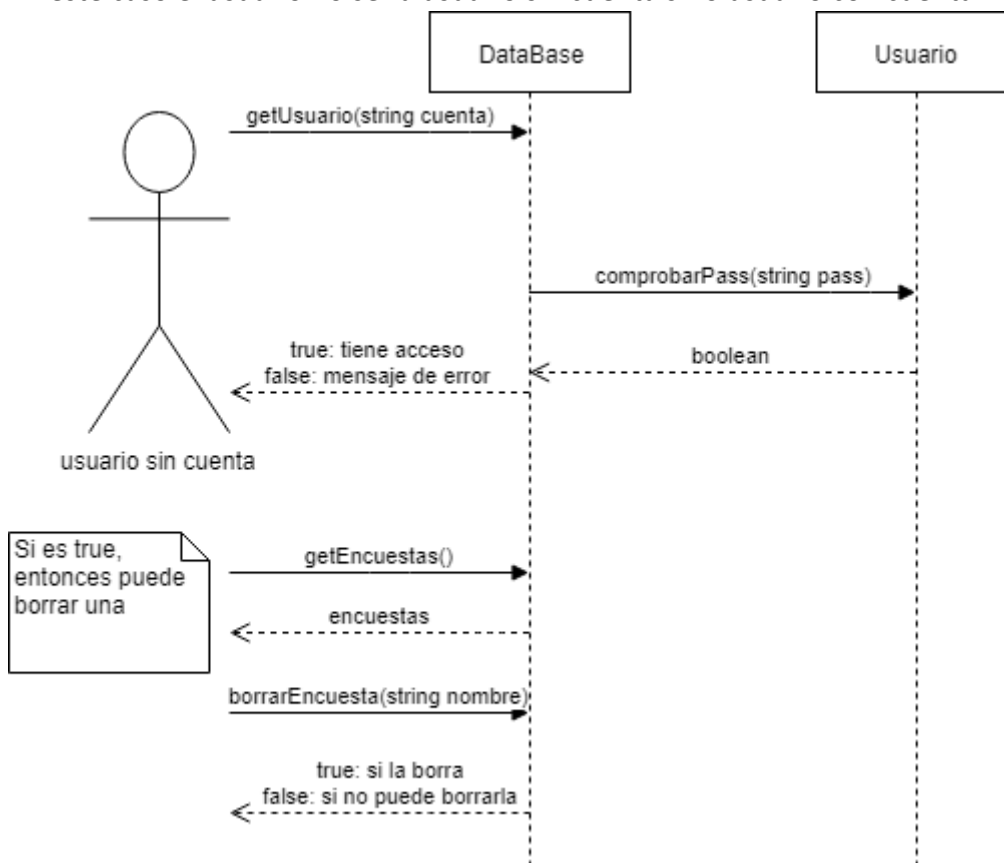 DataBase
Usuario
getUsuario(string cuenta)
comprobarPass(string pass)
true: tiene acceso
false: mensaje de error
boolean
usuario sin cuenta
Si es true,
entonces puede
borrar una
getEncuestas()
encuestas
borrarEncuesta(string nombre)
true: si la borra
false: si no puede borrarla